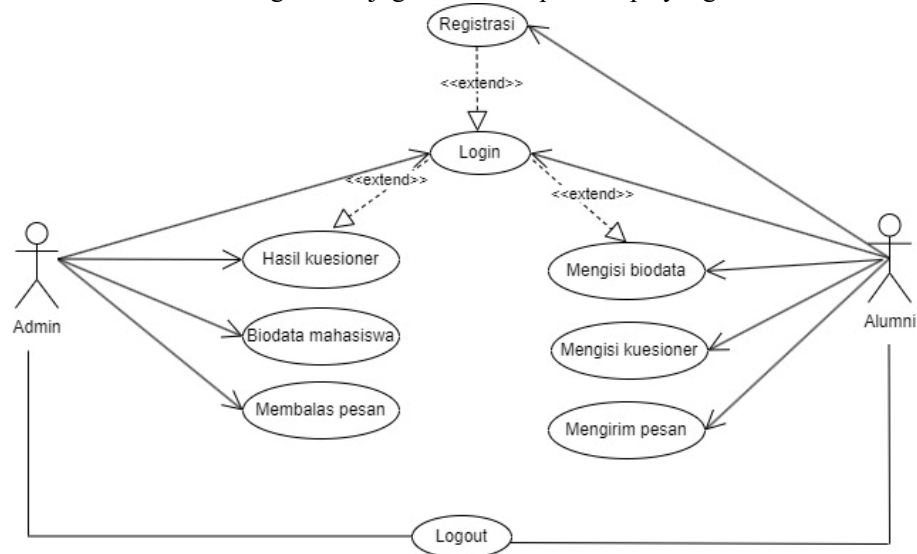 Registrasi
<<extend>>
Login
<<extend>>
<<extend>>
Hasil kuesioner
Mengisi biodata
Admin
Alumni
Biodata mahasiswa
Mengisi kuesioner
Membalas pesan
Mengirim pesan
Logout